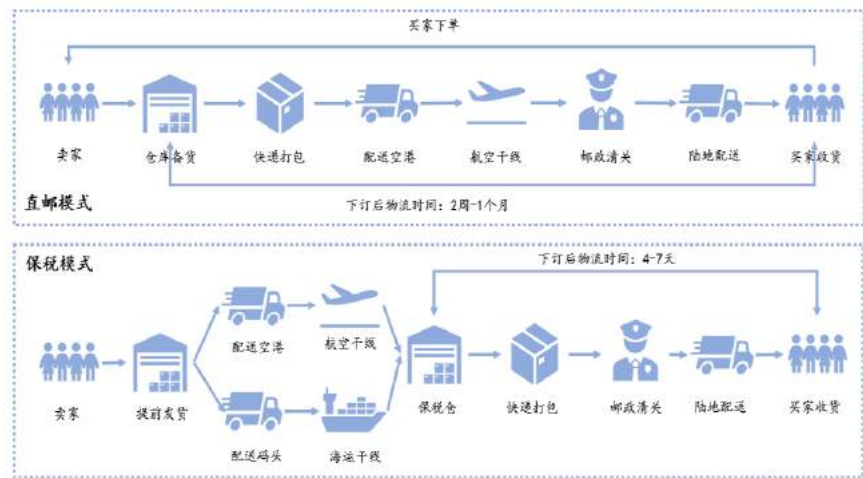 买家下单
卖家
仓库备货
快递打包
配送空港
航空干线
邮政清关
陆地配送
买家收货
直邮模式
下订后物流时间：2周-1个月
保税模式
下订后物流时间：4-7天
配送空港
航空干线
卖家
提前发货
保税仓
快递打包
邮政清关
陆地配送
买家收货
配送码头
海运干线